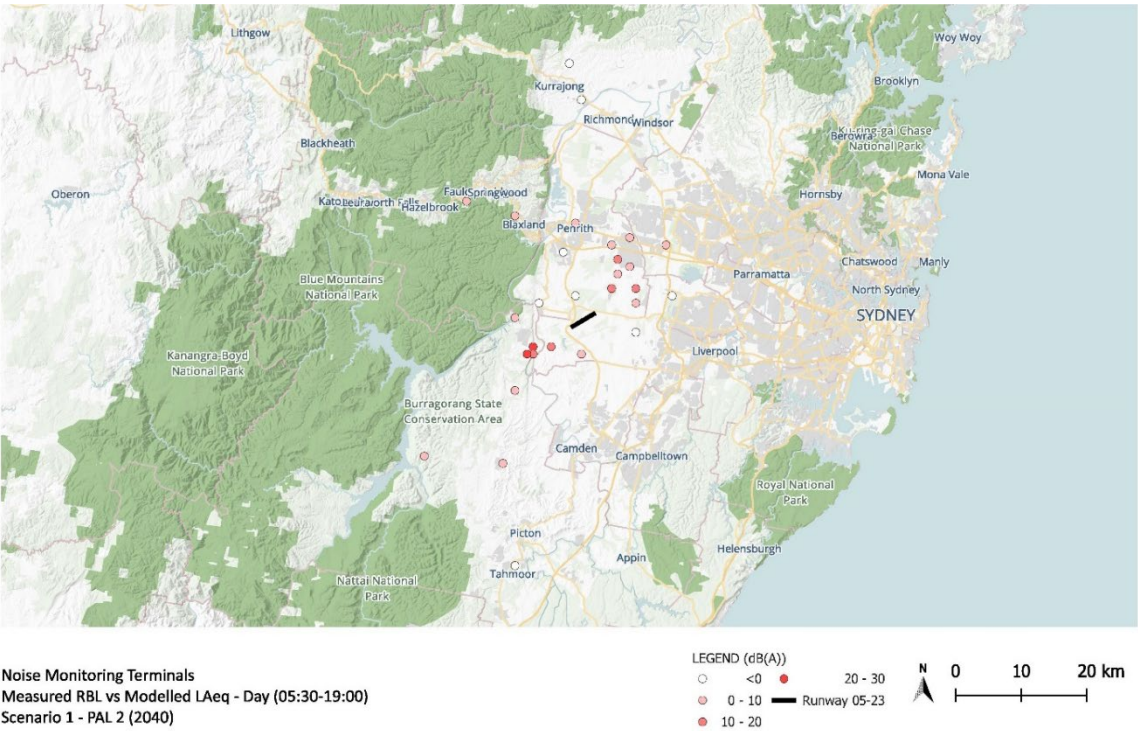 Woy Woy
Lithgow
Brooklyn
Kurrajong
Richmond
Windsor
Ku-ring-gai Chase
National Park
Berowra
Blackheath
Mona Vale
Oberon
Springwood
Hornsby
Hazelbrook
Blaxland
Penrith
Chatswood
Manly
Parramatta
Blue Mountains
National Park
North Sydney
SYDNEY
Liverpool
Kanangra-Boyd
National Park
Burragorang State
Conservation Area
Camden
Campbelltown
Royal National
Park
Picton
Appin
Helensburgh
Tahmoor
Nattai National
Park
LEGEND (dB(A))
<0
20 - 30
0 - 10
Runway 05-23
10 - 20
N
0 10 20 km
Noise Monitoring Terminals
Measured RBL vs Modelled LAeq - Day (05:30-19:00)
Scenario 1 - PAL 2 (2040)